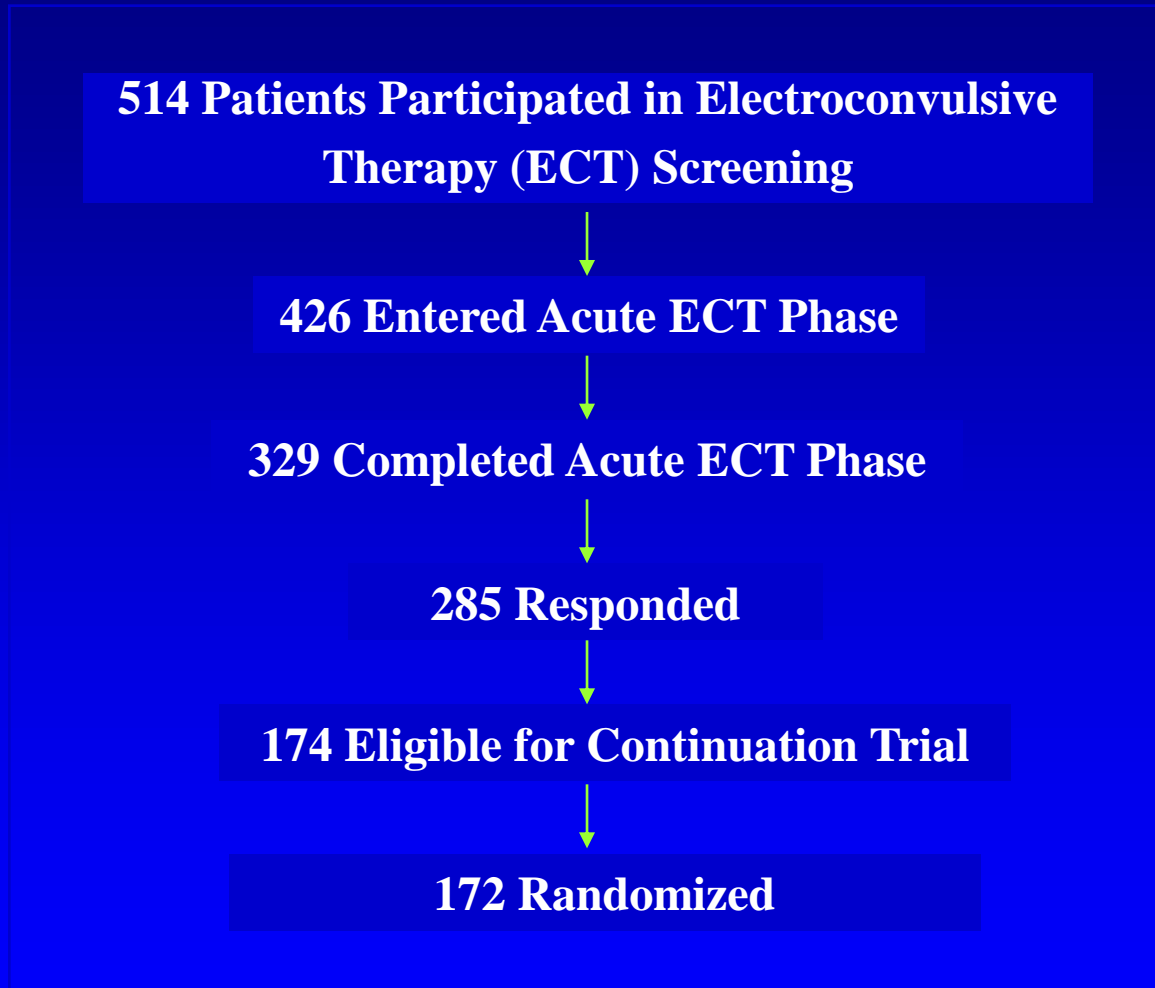 514 Patients Participated in Electroconvulsive
Therapy (ECT) Screening
426 Entered Acute ECT Phase
329 Completed Acute ECT Phase
285 Responded
174 Eligible for Continuation Trial
172 Randomized